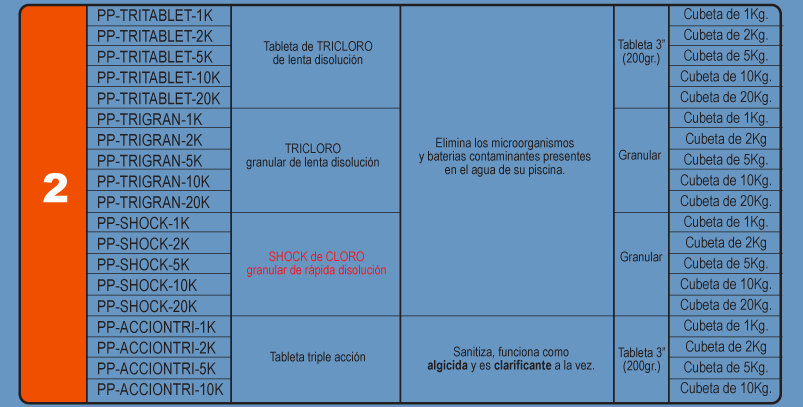 2
PP-TRITABLET-1K
PP-TRITABLET-2K
PP-TRITABLET-5K
PP-TRITABLET-10K
PP-TRITABLET-20K
Tableta de TRICLORO
de lenta disolución
PP-TRIGRAN-1K
PP-TRIGRAN-2K
PP-TRIGRAN-5K
PP-TRIGRAN-10K
PP-TRIGRAN-20K
TRICLORO
granular de lenta disolución
PP-SHOCK-1K
PP-SHOCK-2K
PP-SHOCK-5K
PP-SHOCK-10K
PP-SHOCK-20K
SHOCK de CLORO
granular de rápida disolución
Elimina los microorganismos
y baterias contaminantes presentes
en el agua de su piscina.
Tableta 3"
(200gr.)
Cubeta de 1Kg.
Cubeta de 2Kg.
Cubeta de 5Kg.
Cubeta de 10Kg.
Cubeta de 20Kg.
Granular
Cubeta de 1Kg.
Cubeta de 2Kg
Cubeta de 5Kg.
Cubeta de 10Kg.
Cubeta de 20Kg.
Granular
Cubeta de 1Kg.
Cubeta de 2Kg
Cubeta de 5Kg.
Cubeta de 10Kg.
Cubeta de 20Kg.
PP-ACCIONTRI-1K
PP-ACCIONTRI-2K
PP-ACCIONTRI-5K
PP-ACCIONTRI-10K
Tableta triple acción
Sanitiza, funciona como
algicida y es clarificante a la vez.
Tableta 3"
(200gr.)
Cubeta de 1Kg.
Cubeta de 2Kg
Cubeta de 5Kg.
Cubeta de 10Kg.